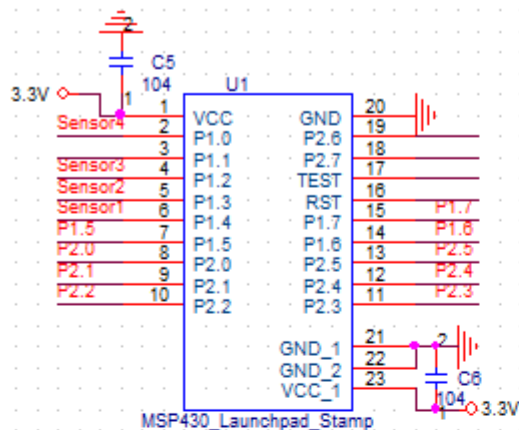 2
C5
104
U1
3.3V
1
1 VCC GND 20
Sensor4 2 P1.0 P2.6 19
3 P1.1 P2.7 18
Sensor3 4 P1.2 TEST 17
Sensor2 5 P1.3 RST 16
Sensor1 6 P1.4 P1.7 15 P1.7
P1.5 7 P1.5 P1.6 14 P1.6
P2.0 8 P2.0 P2.5 13 P2.5
P2.1 9 P2.1 P2.4 12 P2.4
P2.2 10 P2.2 P2.3 11 P2.3
GND_1 21 2
GND_2 22
VCC_1 23
C6
104
1
3.3V
MSP430_Launchpad_Stamp